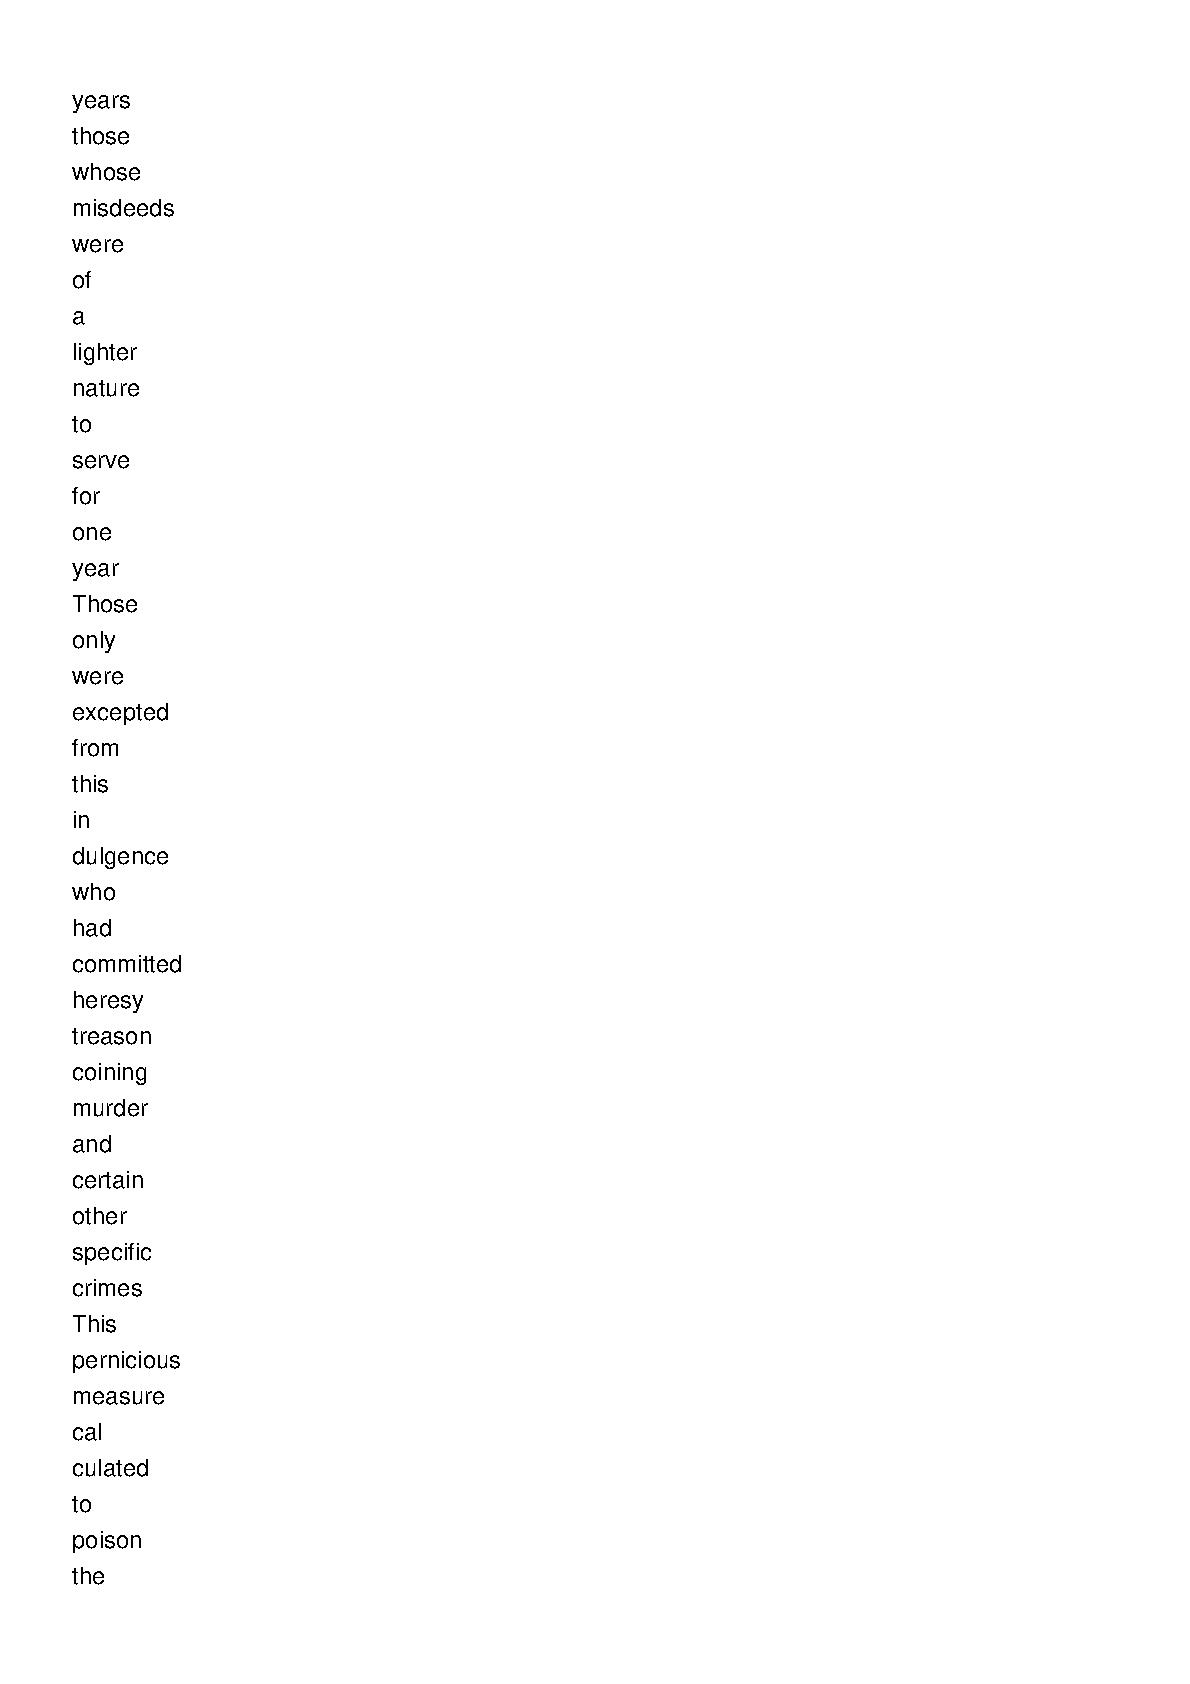 years
those
whose
misdeeds
were
of
a
lighter
nature
to
serve
for
one
year
Those
only
were
excepted
from
this
in
dulgence
who
had
committed
heresy
treason
coining
murder
and
certain
other
specific
crimes
This
pernicious
measure
cal
culated
to
poison
the